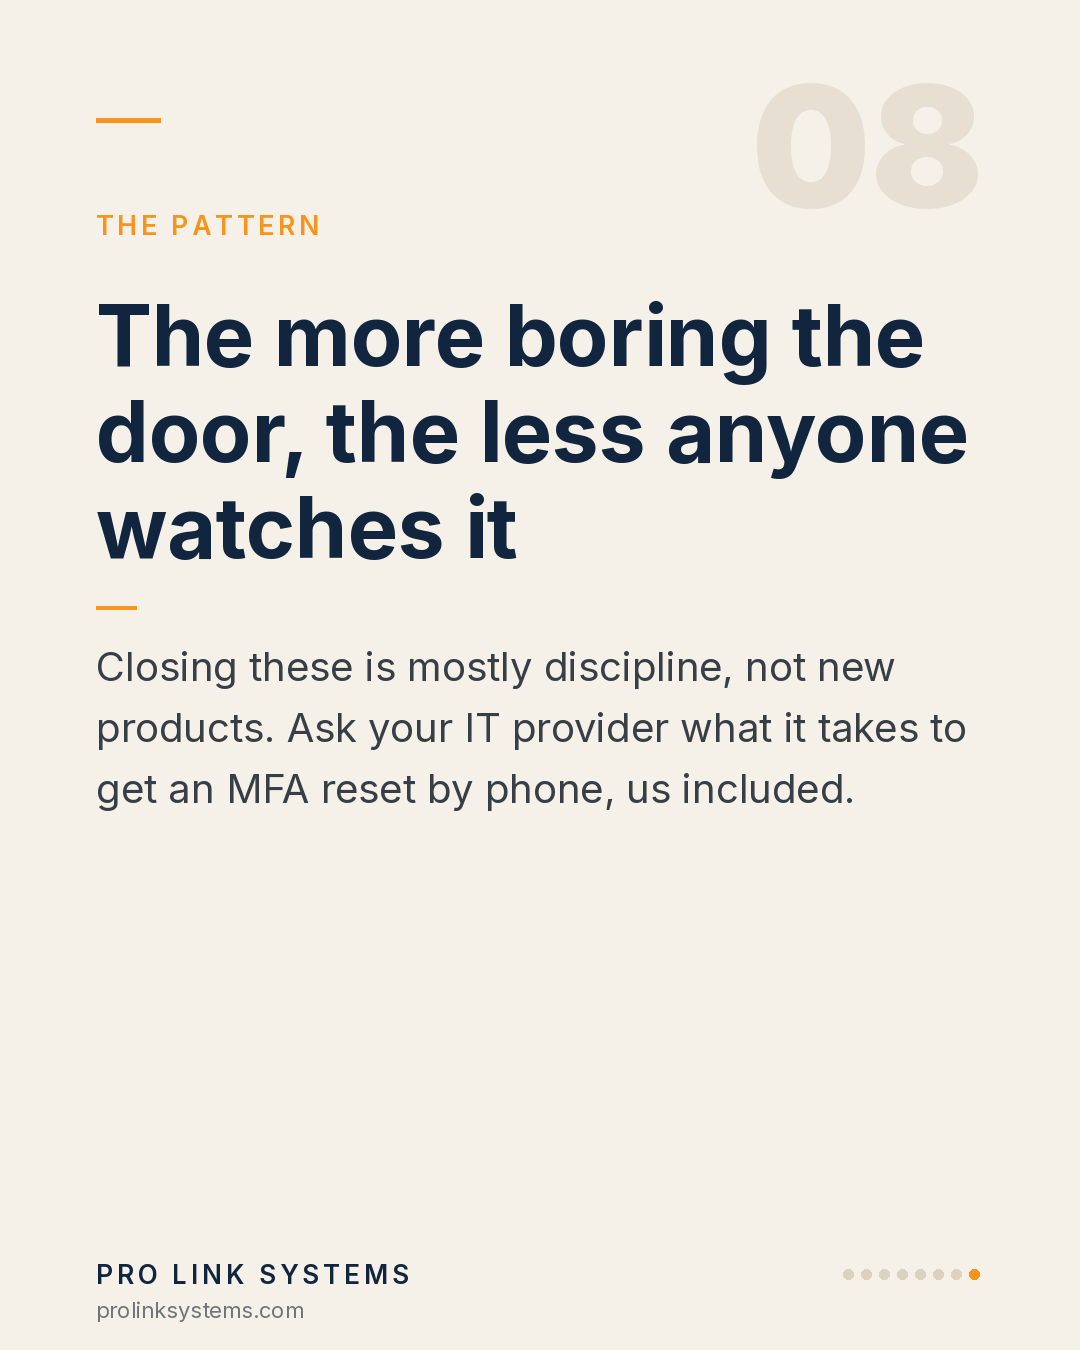 08
THE PATTERN
The more boring the
door, the less anyone
watches it
Closing these is mostly discipline, not new
products. Ask your IT provider what it takes to
get an MFA reset by phone, us included.
PRO LINK SYSTEMS
prolinksystems.com